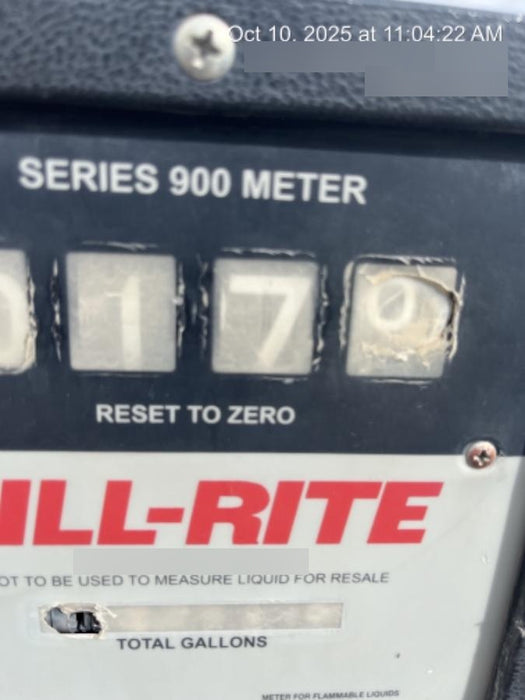 Oct 10. 2025 at 11:04:22 AM
SERIES 900 METER
0 1 7 9
RESET TO ZERO
ILL-RITE
OT TO BE USED TO MEASURE LIQUID FOR RESALE
TOTAL GALLONS
METER FOR FLAMMABLE LIQUIDS